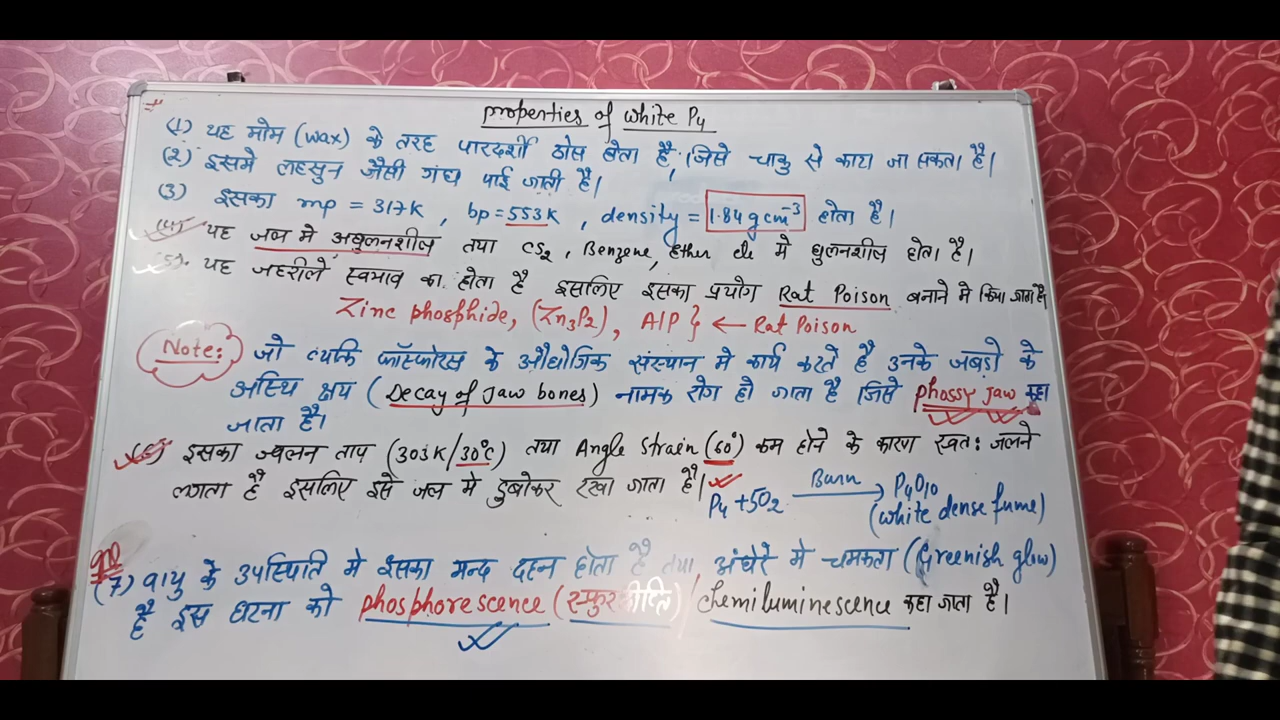 properties of white P4
(1) यह मोम (wax) के तरह पारदर्शी ठोस होता है, जिसे चाकु से काटा जा सकता है।
(2) इसमे लहसुन जैसी गंध पाई जाती है।
(3) इसका mp = 317K, bp = 553K, density = 1.84 g cm⁻³ होता है।
(4) यह जल मे अघुलनशील तथा CS2, Benzene, Ether etc मे घुलनशील होता है।
(5). यह जहरीले स्वभाव का होता है इसलिए इसका प्रयोग Rat Poison बनाने मे किया जाता है।
Zinc phosphide, (Zn3P2), AlP} ← Rat Poison
Note: जो व्यक्ति फॉस्फोरस के औधोगिक संस्थान मे कार्य करते है उनके जबड़ो के
अस्थि क्षय (Decay of Jaw bones) नामक रोग हो जाता है जिसे phossy jaw कहा
जाता है।
(6) इसका ज्वलन ताप (303K/30°C) तथा Angle Strain (60°) कम होने के कारण स्वत: जलने
लगता है इसलिए इसे जल मे डुबोकर रखा जाता है।
P4 + 5O2 Burn → P4O10
(white dense fume)
(7) वायु के उपस्थिति मे इसका मन्द दहन होता है तथा अंधेरे मे चमकता (Greenish glow)
है इस घटना को phosphorescence (स्फुरदीप्ति) / chemiluminescence कहा जाता है।